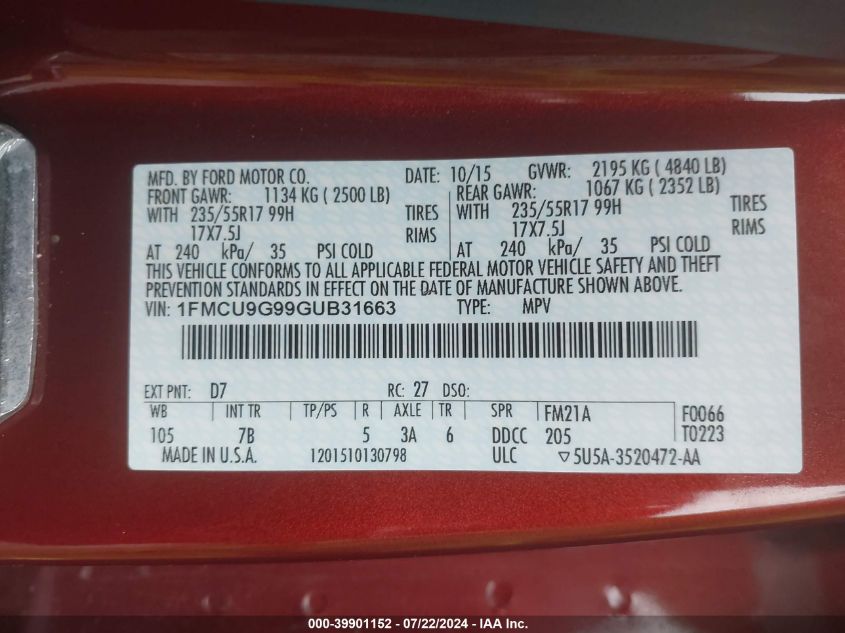 MFD. BY FORD MOTOR CO. DATE: 10/15 GVWR: 2195 KG ( 4840 LB)
FRONT GAWR: 1134 KG ( 2500 LB) REAR GAWR: 1067 KG ( 2352 LB)
WITH 235/55R17 99H TIRES WITH 235/55R17 99H TIRES
17X7.5J RIMS 17X7.5J RIMS
AT 240 kPa/ 35 PSI COLD AT 240 kPa/ 35 PSI COLD
THIS VEHICLE CONFORMS TO ALL APPLICABLE FEDERAL MOTOR VEHICLE SAFETY AND THEFT
PREVENTION STANDARDS IN EFFECT ON THE DATE OF MANUFACTURE SHOWN ABOVE.
VIN: 1FMCU9G99GUB31663 TYPE: MPV
EXT PNT: D7 RC: 27 DSO:
WB INT TR TP/PS R AXLE TR SPR FM21A F0066
105 7B 5 3A 6 DDCC 205 T0223
MADE IN U.S.A. 1201510130798 ULC ▽5U5A-3520472-AA
000-39901152 - 07/22/2024 - IAA Inc.